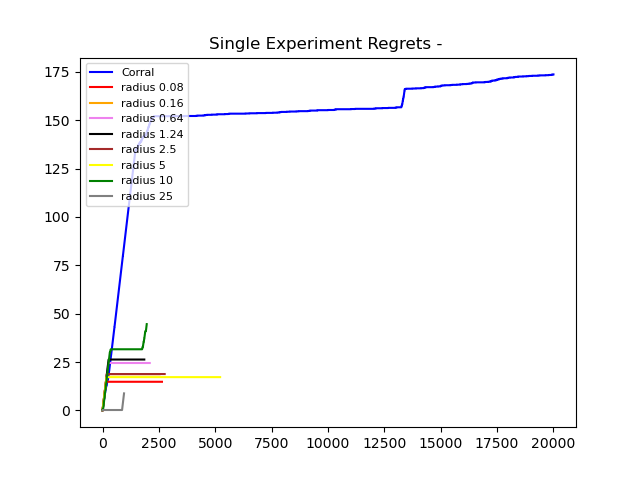 Single Experiment Regrets -
175
150
125
100
75
50
25
0
Corral
radius 0.08
radius 0.16
radius 0.64
radius 1.24
radius 2.5
radius 5
radius 10
radius 25
0 2500 5000 7500 10000 12500 15000 17500 20000